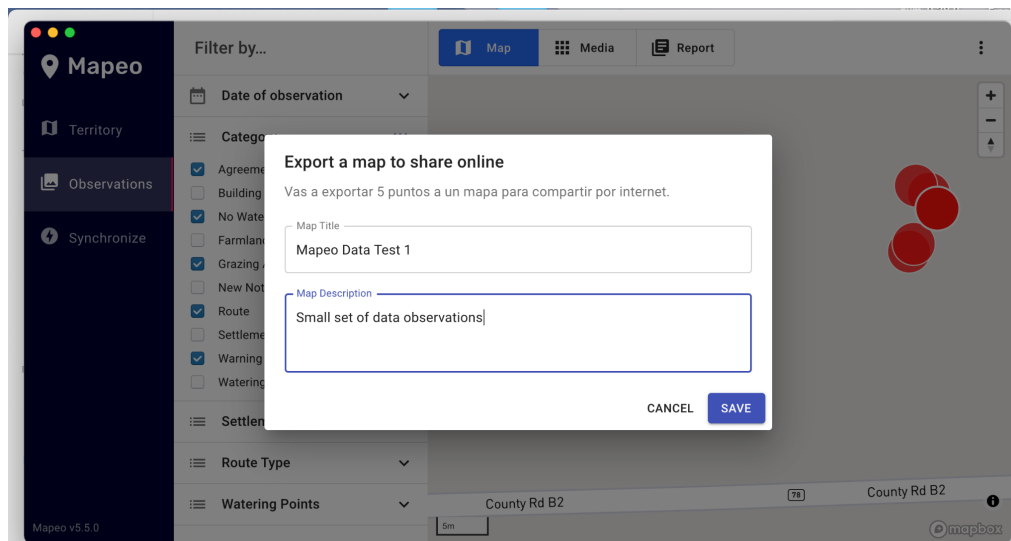 Mapeo
Territory
Observations
Synchronize
Mapeo v5.5.0
Filter by...
Date of observation
Catego
Agreeme
Building
No Wate
Farmlan
Grazing
New Not
Route
Settleme
Warning
Watering
Settlen
Route Type
Watering Points
Map
Media
Report
Export a map to share online
Vas a exportar 5 puntos a un mapa para compartir por internet.
Map Title
Mapeo Data Test 1
Map Description
Small set of data observations
CANCEL
SAVE
County Rd B2
78
County Rd B2
5m
mapbox